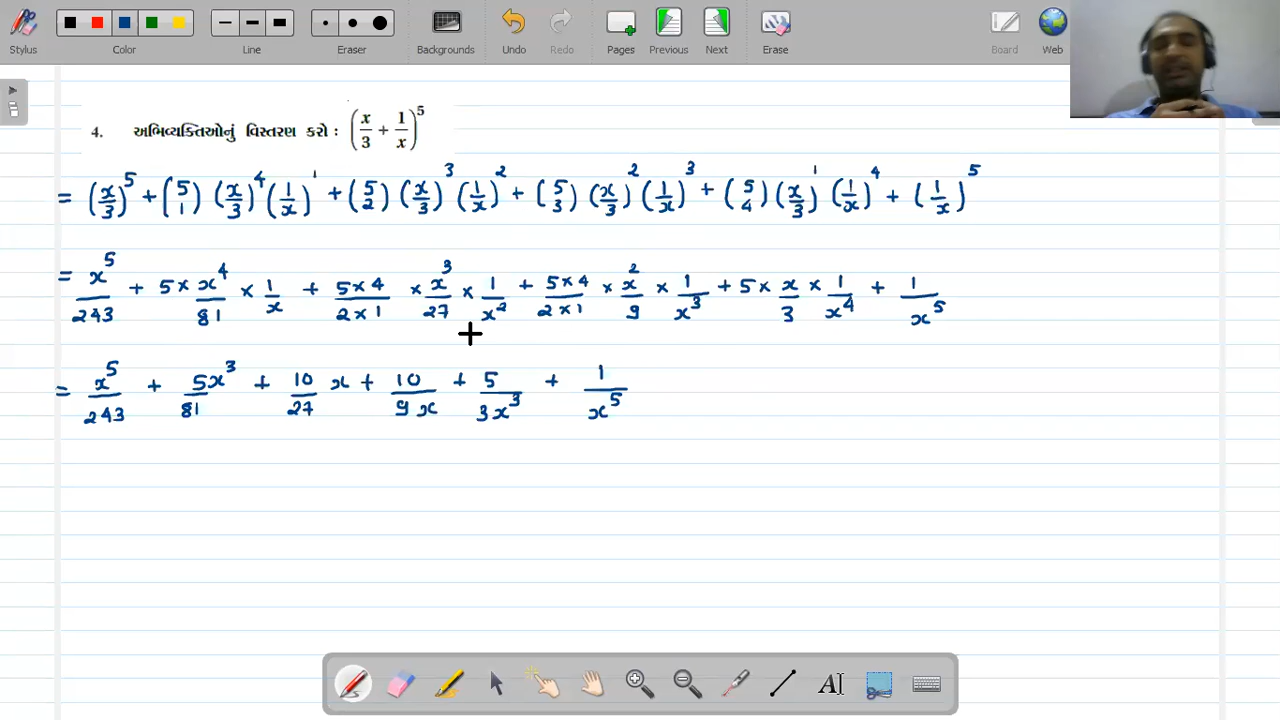 Stylus Color Line Eraser Backgrounds Undo Redo Pages Previous Next Erase Board Web
4. અભિવ્યક્તિઓનું વિસ્તરણ કરો : (x/3 + 1/x)^5
= (x/3)^5 + (5 1) (x/3)^4 (1/x)^1 + (5 2) (x/3)^3 (1/x)^2 + (5 3) (x/3)^2 (1/x)^3 + (5 4) (x/3)^1 (1/x)^4 + (1/x)^5
= x^5/243 + 5 × x^4/81 × 1/x + 5×4/2×1 × x^3/27 × 1/x^2 + 5×4/2×1 × x^2/9 × 1/x^3 + 5 × x/3 × 1/x^4 + 1/x^5
= x^5/243 + 5x^3/81 + 10/27 x + 10/9x + 5/3x^3 + 1/x^5